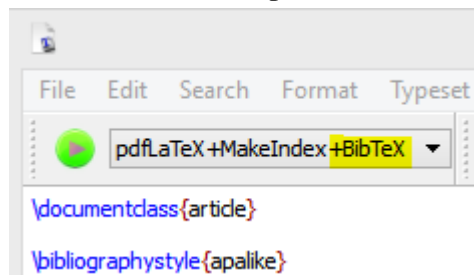 File Edit Search Format Typeset
pdfLaTeX+MakeIndex+BibTeX
\documentclass{article}
\bibliographystyle{apalike}